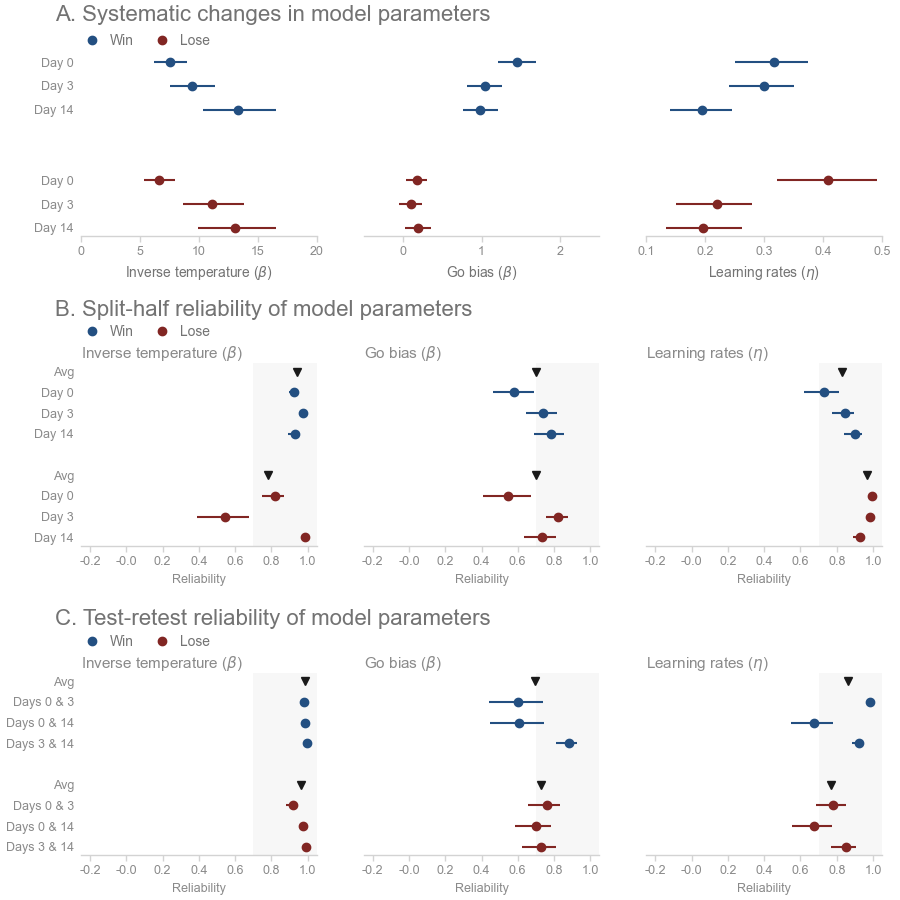 A. Systematic changes in model parameters
Win Lose
Day 0
Day 3
Day 14
Day 0
Day 3
Day 14
0 5 10 15 20 0 1 2 0.1 0.2 0.3 0.4 0.5
Inverse temperature (β) Go bias (β) Learning rates (η)
B. Split-half reliability of model parameters
Win Lose
Inverse temperature (β) Go bias (β) Learning rates (η)
Avg
Day 0
Day 3
Day 14
Avg
Day 0
Day 3
Day 14
-0.2 -0.0 0.2 0.4 0.6 0.8 1.0 -0.2 -0.0 0.2 0.4 0.6 0.8 1.0 -0.2 -0.0 0.2 0.4 0.6 0.8 1.0
Reliability Reliability Reliability
C. Test-retest reliability of model parameters
Win Lose
Inverse temperature (β) Go bias (β) Learning rates (η)
Avg
Days 0 & 3
Days 0 & 14
Days 3 & 14
Avg
Days 0 & 3
Days 0 & 14
Days 3 & 14
-0.2 -0.0 0.2 0.4 0.6 0.8 1.0 -0.2 -0.0 0.2 0.4 0.6 0.8 1.0 -0.2 -0.0 0.2 0.4 0.6 0.8 1.0
Reliability Reliability Reliability